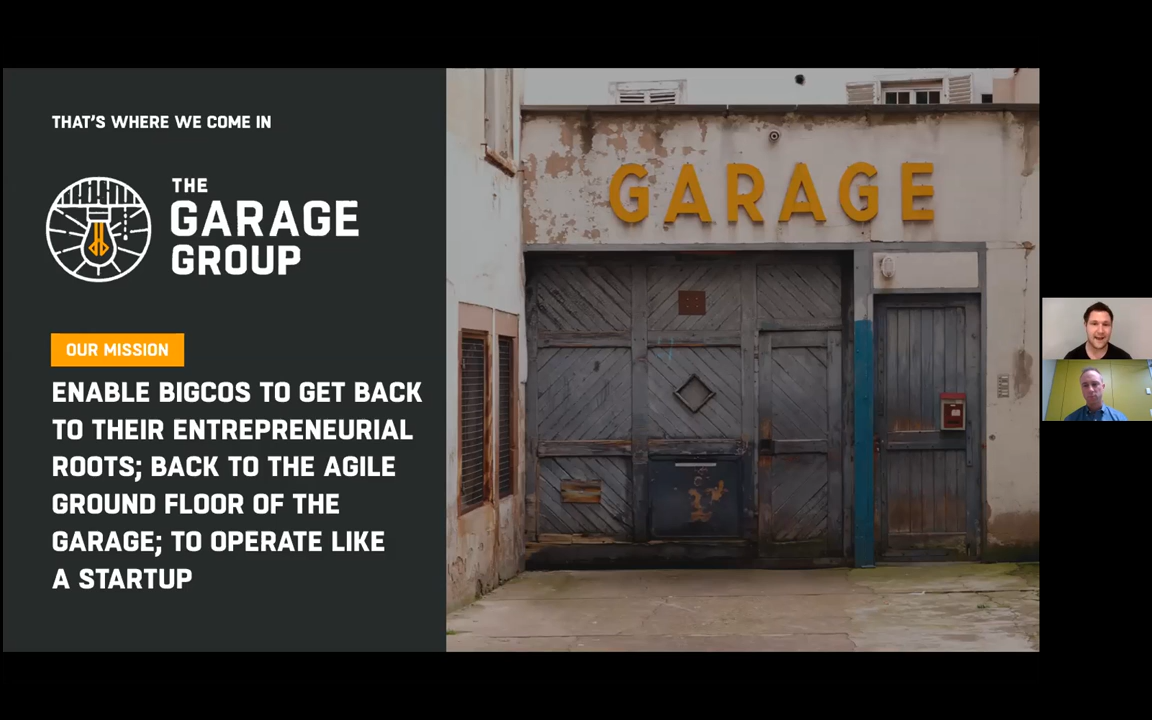 THAT'S WHERE WE COME IN
THE
GARAGE
GROUP
OUR MISSION
ENABLE BIGCOS TO GET BACK
TO THEIR ENTREPRENEURIAL
ROOTS; BACK TO THE AGILE
GROUND FLOOR OF THE
GARAGE; TO OPERATE LIKE
A STARTUP
GARAGE